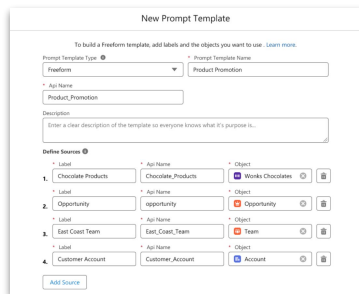 New Prompt Template
To build a Freeform template, add labels and the objects you want to use . Learn more.
Prompt Template Type
* Prompt Template Name
Freeform
Product Promotion
* Api Name
Product_Promotion
Description
Enter a clear description of the template so everyone knows what it's purpose is...
Define Sources
* Label * Api Name * Object
1. Chocolate Products Chocolate_Products Wonks Chocolates
* Label * Api Name * Object
2. Opportunity opportunity Opportunity
* Label * Api Name * Object
3. East Coast Team East_Coast_Team Team
* Label * Api Name * Object
4. Customer Account Customer_Account Account
Add Source